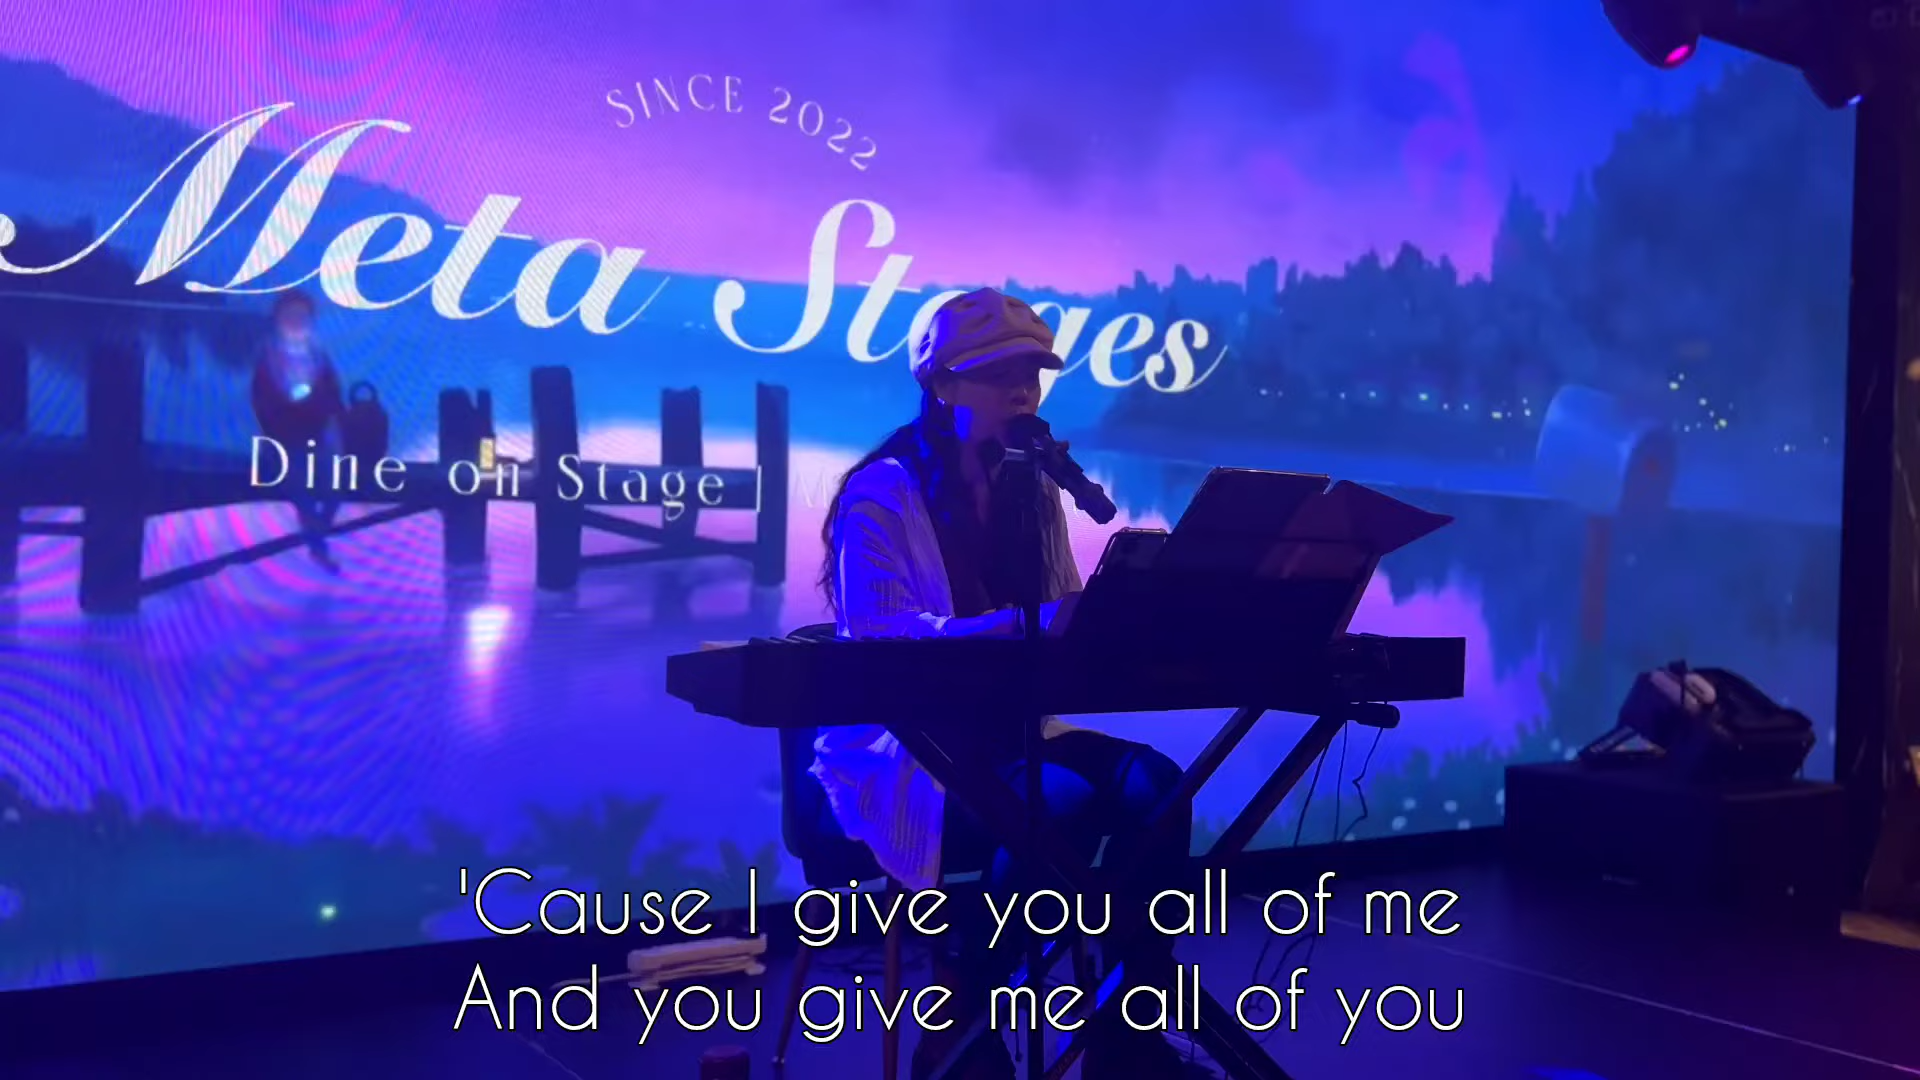 SINCE 2022
Meta Stages
Dine on Stage |
'Cause I give you all of me
And you give me all of you